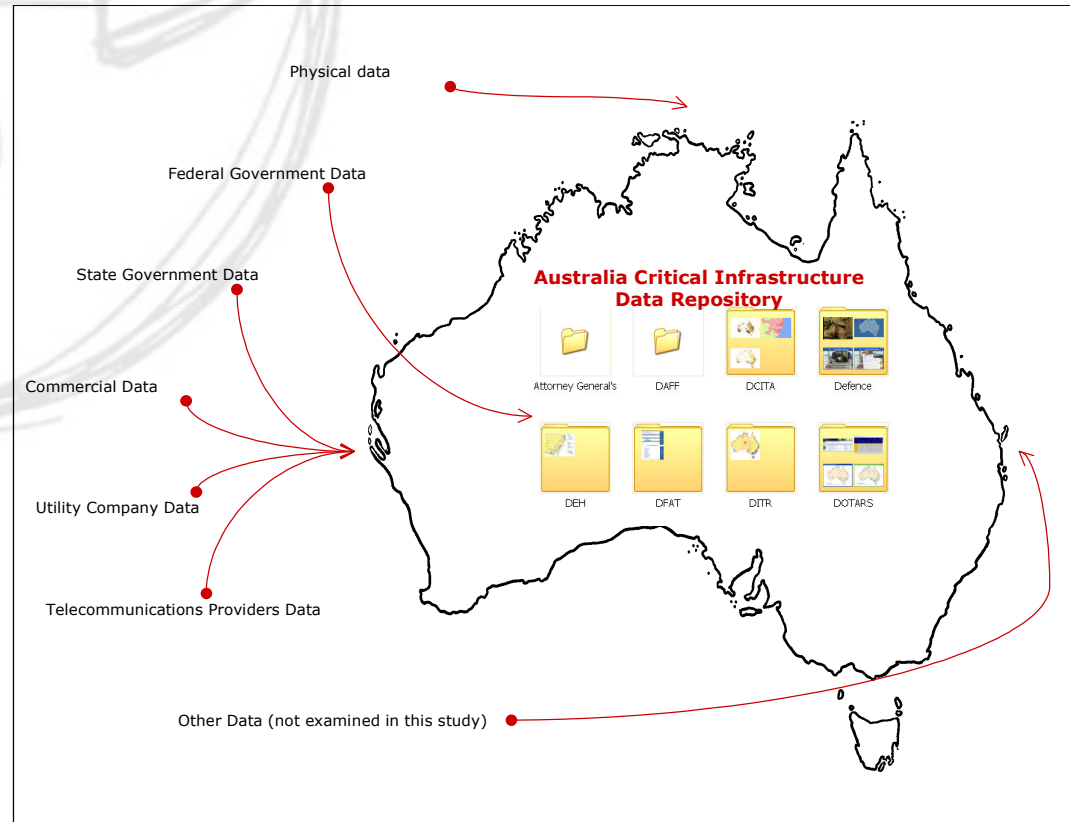 Physical data
Federal Government Data
State Government Data
Australia Critical Infrastructure
Data Repository
Attorney General's
DAFF
DCITA
Defence
Commercial Data
DEH
DFAT
DITR
DOTARS
Utility Company Data
Telecommunications Providers Data
Other Data (not examined in this study)